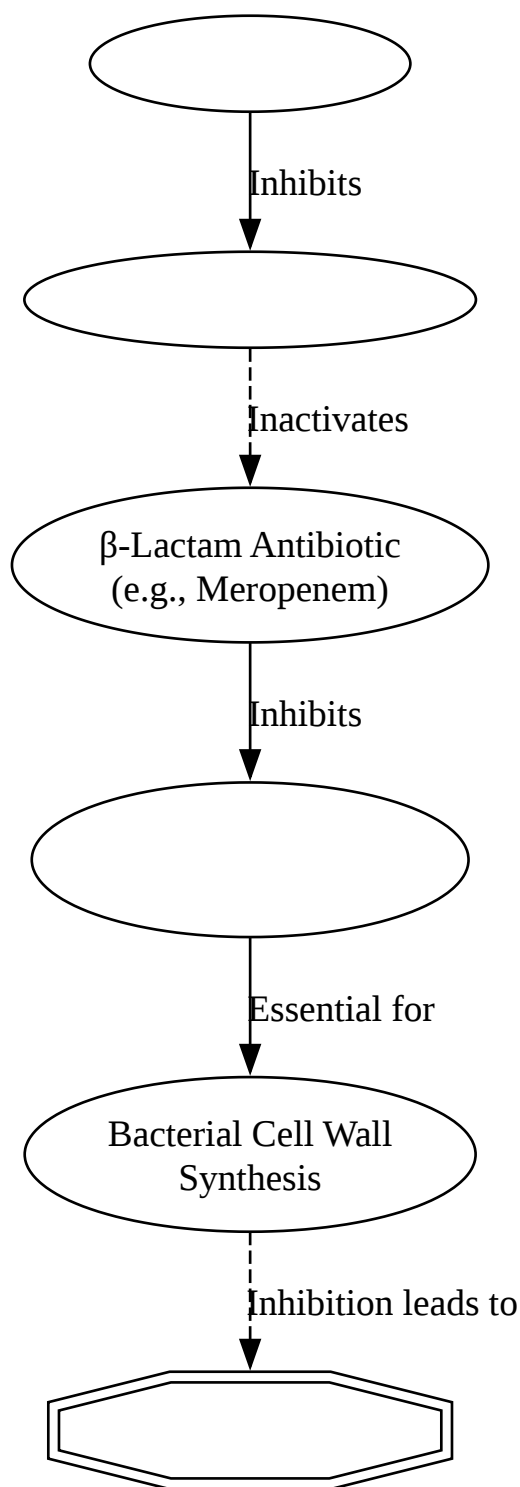 Inhibits
Inactivates
β-Lactam Antibiotic
(e.g., Meropenem)
Inhibits
Essential for
Bacterial Cell Wall
Synthesis
Inhibition leads to